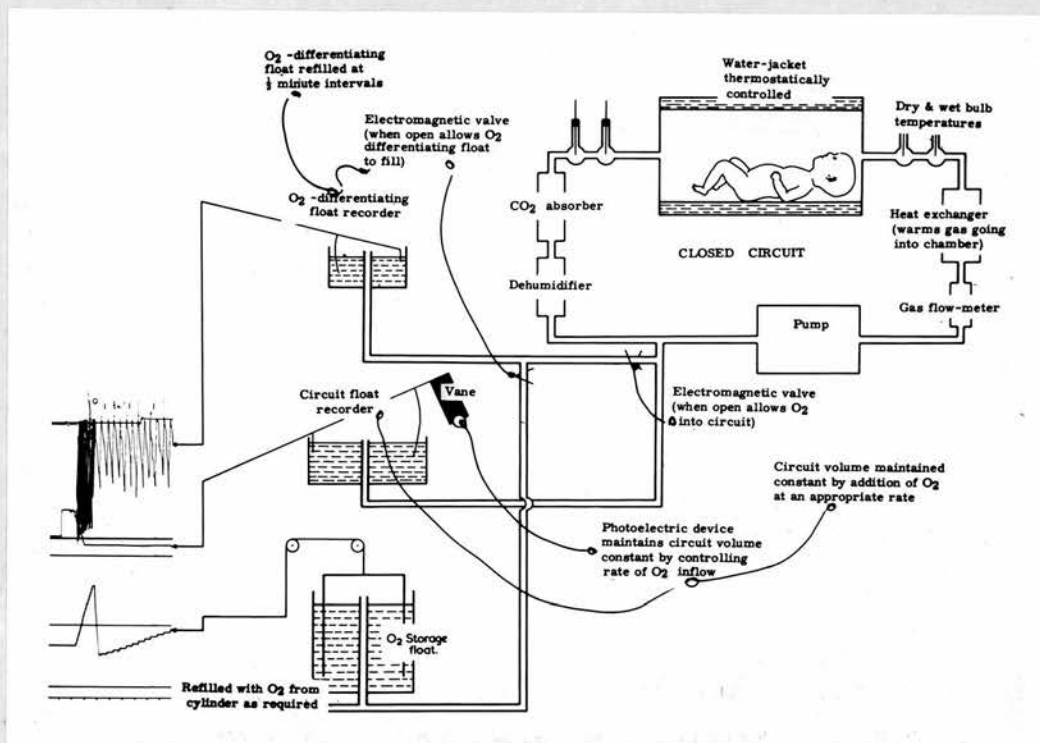 O2 -differentiating
float refilled at
½ minute intervals
Electromagnetic valve
(when open allows O2
differentiating float
to fill)
O2 -differentiating
float recorder
Water-jacket
thermostatically
controlled
Dry & wet bulb
temperatures
CO2 absorber
Heat exchanger
(warms gas going
into chamber)
CLOSED CIRCUIT
Dehumidifier
Gas flow-meter
Pump
Circuit float
recorder
Vane
Electromagnetic valve
(when open allows O2
into circuit)
Circuit volume maintained
constant by addition of O2
at an appropriate rate
Photoelectric device
maintains circuit volume
constant by controlling
rate of O2 inflow
O2 Storage
float.
Refilled with O2 from
cylinder as required